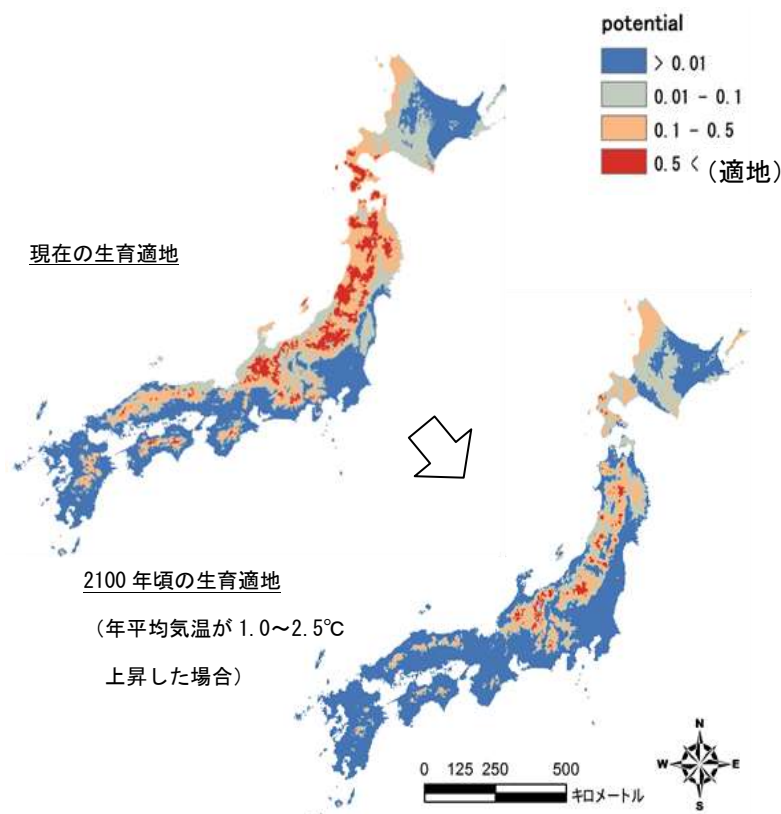 potential
> 0.01
0.01 - 0.1
0.1 - 0.5
0.5 < (適地)
現在の生育適地
2100 年頃の生育適地
(年平均気温が 1.0~2.5℃
上昇した場合)
N
W E
S
0 125 250 500
キロメートル